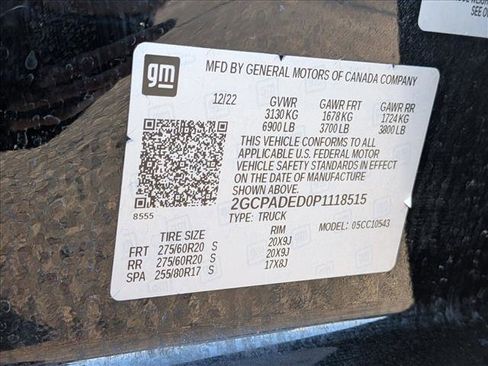 gm
MFD BY GENERAL MOTORS OF CANADA COMPANY
12/22 GVWR GAWR FRT GAWR RR
3130 KG 1678 KG 1724 KG
6900 LB 3700 LB 3800 LB
THIS VEHICLE CONFORMS TO ALL
APPLICABLE U.S. FEDERAL MOTOR
VEHICLE SAFETY STANDARDS IN EFFECT
ON THE DATE OF MANUFACTURE
SHOWN ABOVE.
2GCPADED0P1118515
8555 TYPE: TRUCK MODEL: 05CC10543
TIRE SIZE RIM
FRT 275/60R20 S 20X9J
RR 275/60R20 S 20X9J
SPA 255/80R17 S 17X8J